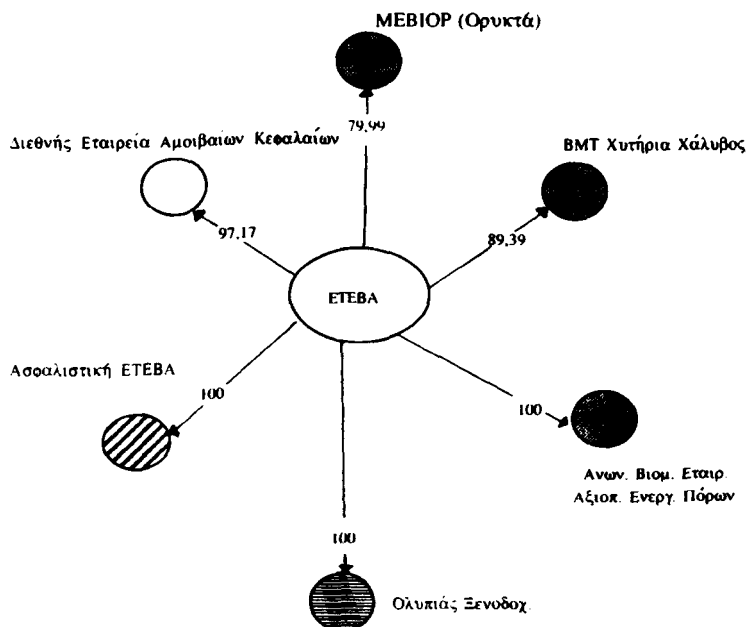 ΜΕΒΙΟΡ (Ορυκτά)
79,99
Διεθνής Εταιρεία Αμοιβαίων Κεφαλαίων
ΒΜΤ Χυτήρια Χάλυβος
97,17
89,39
ΕΤΕΒΑ
Ασφαλιστική ΕΤΕΒΑ
100
100
Ανων. Βιομ. Εταιρ.
Αξιοπ. Ενεργ. Πόρων
100
Ολυπιάς Ξενοδοχ.